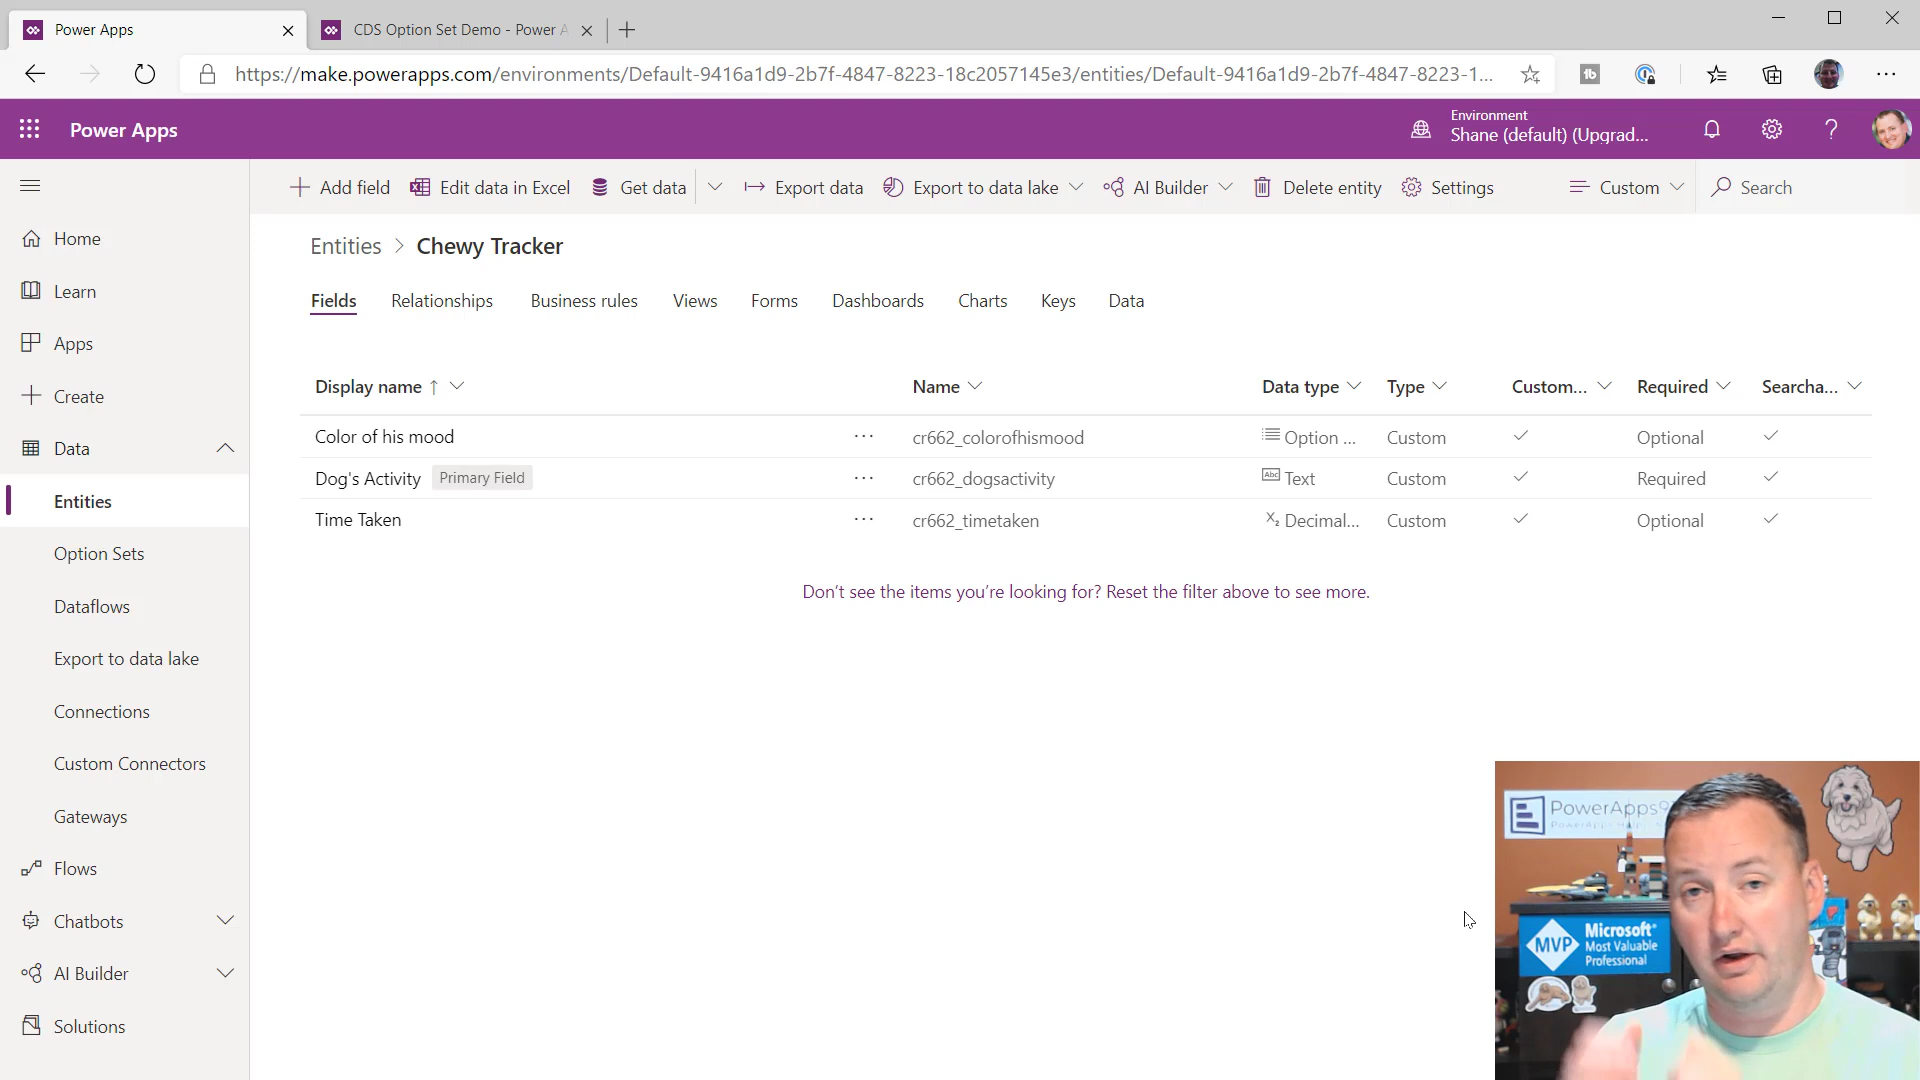 Power Apps
CDS Option Set Demo - Power A
https://make.powerapps.com/environments/Default-9416a1d9-2b7f-4847-8223-18c2057145e3/entities/Default-9416a1d9-2b7f-4847-8223-1...
Power Apps
Environment
Shane (default) (Upgrad...
Add field
Edit data in Excel
Get data
Export data
Export to data lake
AI Builder
Delete entity
Settings
Custom
Search
Home
Learn
Apps
Create
Data
Entities
Option Sets
Dataflows
Export to data lake
Connections
Custom Connectors
Gateways
Flows
Chatbots
AI Builder
Solutions
Entities > Chewy Tracker
Fields Relationships Business rules Views Forms Dashboards Charts Keys Data
Display name ↑ Name Data type Type Custom... Required Searcha...
Color of his mood ... cr662_colorofhismood Option ... Custom Optional
Dog's Activity Primary Field ... cr662_dogsactivity Abc Text Custom Required
Time Taken ... cr662_timetaken X2 Decimal... Custom Optional
Don't see the items you're looking for? Reset the filter above to see more.
PowerApps9
MVP
Microsoft®
Most Valuable
Professional